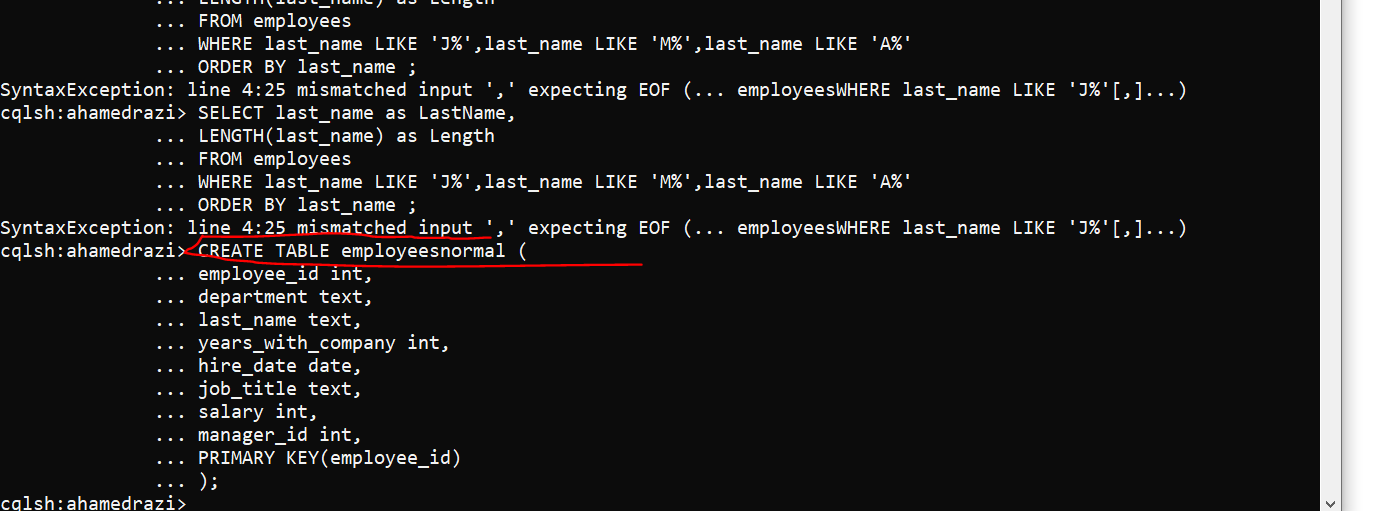 ... LENGTH(last_name) as Length
... FROM employees
... WHERE last_name LIKE 'J%',last_name LIKE 'M%',last_name LIKE 'A%'
... ORDER BY last_name ;
SyntaxException: line 4:25 mismatched input ',' expecting EOF (... employeesWHERE last_name LIKE 'J%'[,]...)
cqlsh:ahamedrazi> SELECT last_name as LastName,
... LENGTH(last_name) as Length
... FROM employees
... WHERE last_name LIKE 'J%',last_name LIKE 'M%',last_name LIKE 'A%'
... ORDER BY last_name ;
SyntaxException: line 4:25 mismatched input ',' expecting EOF (... employeesWHERE last_name LIKE 'J%'[,]...)
cqlsh:ahamedrazi> CREATE TABLE employeesnormal (
... employee_id int,
... department text,
... last_name text,
... years_with_company int,
... hire_date date,
... job_title text,
... salary int,
... manager_id int,
... PRIMARY KEY(employee_id)
... );
cqlsh:ahamedrazi>